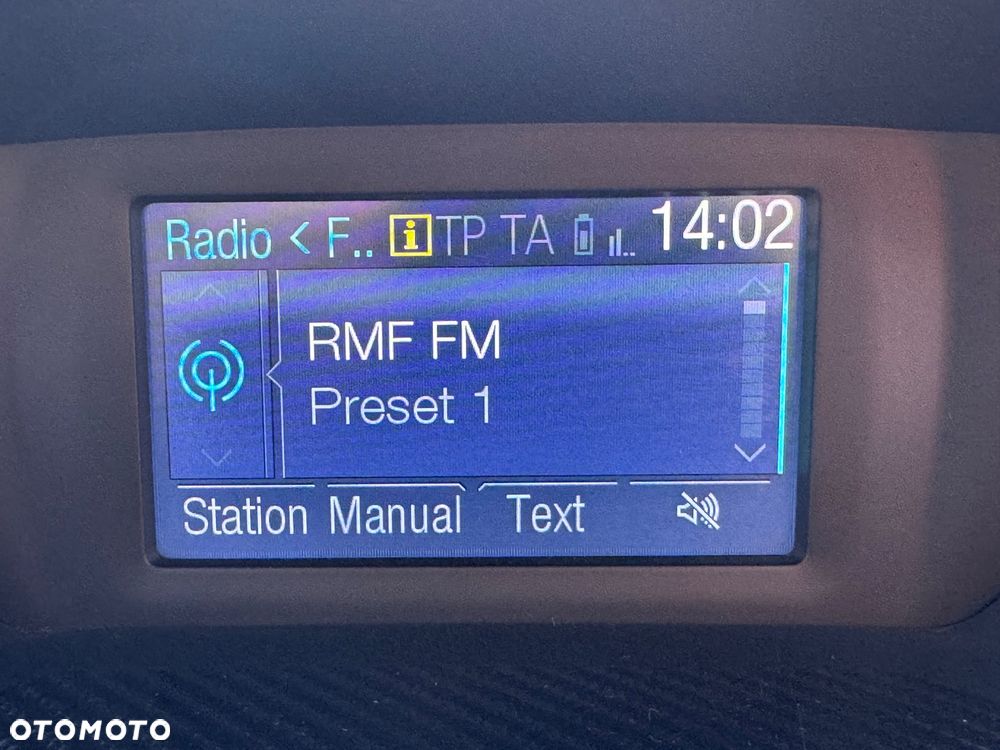 Radio < F.. i TP TA 14:02
RMF FM
Preset 1
Station Manual Text
OTOMOTO